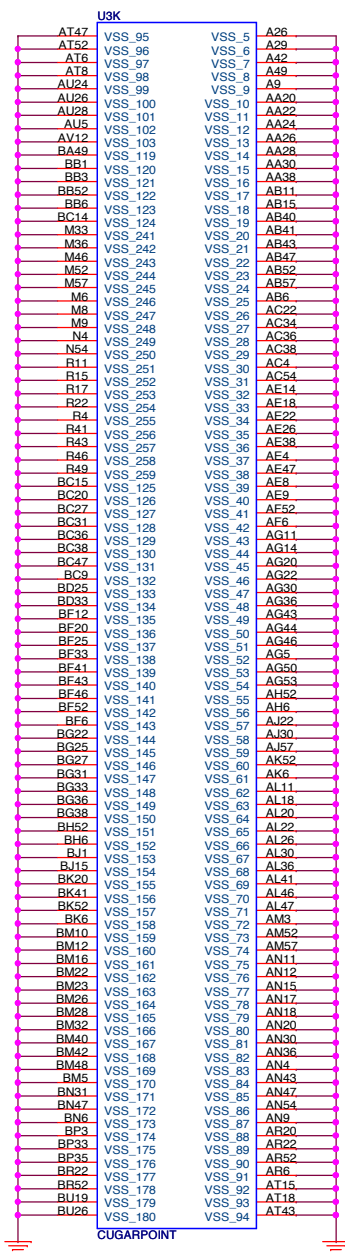 U3K
AT47 VSS_95 VSS_5 A26
AT52 VSS_96 VSS_6 A29
AT6 VSS_97 VSS_7 A42
AT8 VSS_98 VSS_8 A49
AU24 VSS_99 VSS_9 A9
AU26 VSS_100 VSS_10 AA20
AU28 VSS_101 VSS_11 AA22
AU5 VSS_102 VSS_12 AA24
AV12 VSS_103 VSS_13 AA26
BA49 VSS_119 VSS_14 AA28
BB1 VSS_120 VSS_15 AA30
BB3 VSS_121 VSS_16 AA38
BB52 VSS_122 VSS_17 AB11
BB6 VSS_123 VSS_18 AB15
BC14 VSS_124 VSS_19 AB40
M33 VSS_241 VSS_20 AB41
M36 VSS_242 VSS_21 AB43
M46 VSS_243 VSS_22 AB47
M52 VSS_244 VSS_23 AB52
M57 VSS_245 VSS_24 AB57
M6 VSS_246 VSS_25 AB6
M8 VSS_247 VSS_26 AC22
M9 VSS_248 VSS_27 AC34
N4 VSS_249 VSS_28 AC36
N54 VSS_250 VSS_29 AC38
R11 VSS_251 VSS_30 AC4
R15 VSS_252 VSS_31 AC54
R17 VSS_253 VSS_32 AE14
R22 VSS_254 VSS_33 AE18
R4 VSS_255 VSS_34 AE22
R41 VSS_256 VSS_35 AE26
R43 VSS_257 VSS_36 AE38
R46 VSS_258 VSS_37 AE4
R49 VSS_259 VSS_38 AE47
BC15 VSS_125 VSS_39 AE8
BC20 VSS_126 VSS_40 AE9
BC27 VSS_127 VSS_41 AF52
BC31 VSS_128 VSS_42 AF6
BC36 VSS_129 VSS_43 AG11
BC38 VSS_130 VSS_44 AG14
BC47 VSS_131 VSS_45 AG20
BC9 VSS_132 VSS_46 AG22
BD25 VSS_133 VSS_47 AG30
BD33 VSS_134 VSS_48 AG36
BF12 VSS_135 VSS_49 AG43
BF20 VSS_136 VSS_50 AG44
BF25 VSS_137 VSS_51 AG46
BF33 VSS_138 VSS_52 AG5
BF41 VSS_139 VSS_53 AG50
BF43 VSS_140 VSS_54 AG53
BF46 VSS_141 VSS_55 AH52
BF52 VSS_142 VSS_56 AH6
BF6 VSS_143 VSS_57 AJ22
BG22 VSS_144 VSS_58 AJ30
BG25 VSS_145 VSS_59 AJ57
BG27 VSS_146 VSS_60 AK52
BG31 VSS_147 VSS_61 AK6
BG33 VSS_148 VSS_62 AL11
BG36 VSS_149 VSS_63 AL18
BG38 VSS_150 VSS_64 AL20
BH52 VSS_151 VSS_65 AL22
BH6 VSS_152 VSS_66 AL26
BJ1 VSS_153 VSS_67 AL30
BJ15 VSS_154 VSS_68 AL36
BK20 VSS_155 VSS_69 AL41
BK41 VSS_156 VSS_70 AL46
BK52 VSS_157 VSS_71 AL47
BK6 VSS_158 VSS_72 AM3
BM10 VSS_159 VSS_73 AM52
BM12 VSS_160 VSS_74 AM57
BM16 VSS_161 VSS_75 AN11
BM22 VSS_162 VSS_76 AN12
BM23 VSS_163 VSS_77 AN15
BM26 VSS_164 VSS_78 AN17
BM28 VSS_165 VSS_79 AN18
BM32 VSS_166 VSS_80 AN20
BM40 VSS_167 VSS_81 AN30
BM42 VSS_168 VSS_82 AN36
BM48 VSS_169 VSS_83 AN4
BM5 VSS_170 VSS_84 AN43
BN31 VSS_171 VSS_85 AN47
BN47 VSS_172 VSS_86 AN54
BN6 VSS_173 VSS_87 AN9
BP3 VSS_174 VSS_88 AR20
BP33 VSS_175 VSS_89 AR22
BP35 VSS_176 VSS_90 AR52
BR22 VSS_177 VSS_91 AR6
BR52 VSS_178 VSS_92 AT15
BU19 VSS_179 VSS_93 AT18
BU26 VSS_180 VSS_94 AT43
CUGARPOINT